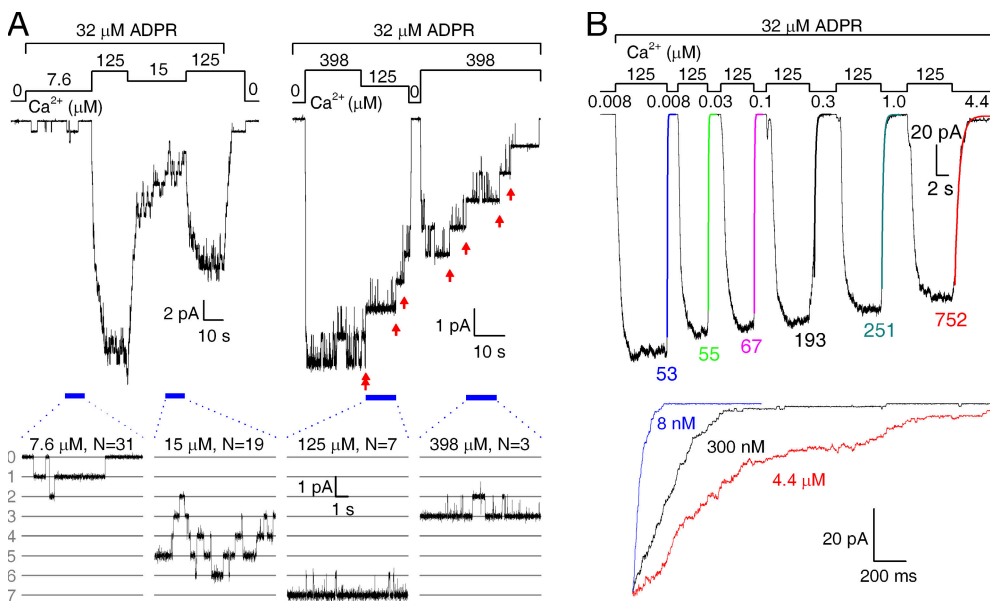 A
32 µM ADPR
125 125
7.6 15
0 0
Ca2+ (µM)
2 pA
10 s
32 µM ADPR
398 398
125
0 0
Ca2+ (µM)
1 pA
10 s
7.6 µM, N=31
15 µM, N=19
125 µM, N=7
398 µM, N=3
0
1
2
3
4
5
6
7
1 pA
1 s
B
32 µM ADPR
Ca2+ (µM)
125 125 125 125 125 125
0.008 0.008 0.03 0.1 0.3 1.0 4.4
20 pA
2 s
53
55
67
193
251
752
8 nM
300 nM
4.4 µM
20 pA
200 ms